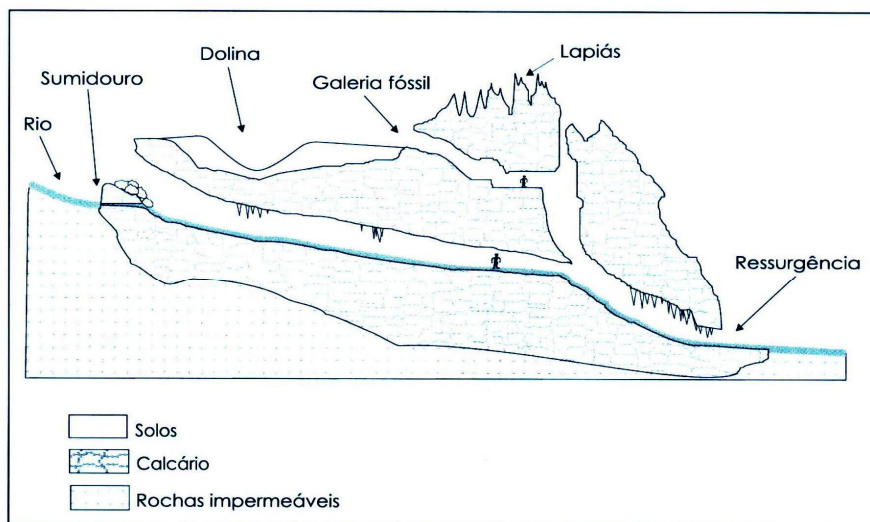 Dolina
Lapiás
Sumidouro
Galeria fóssil
Rio
Ressurgência
Solos
Calcário
Rochas impermeáveis